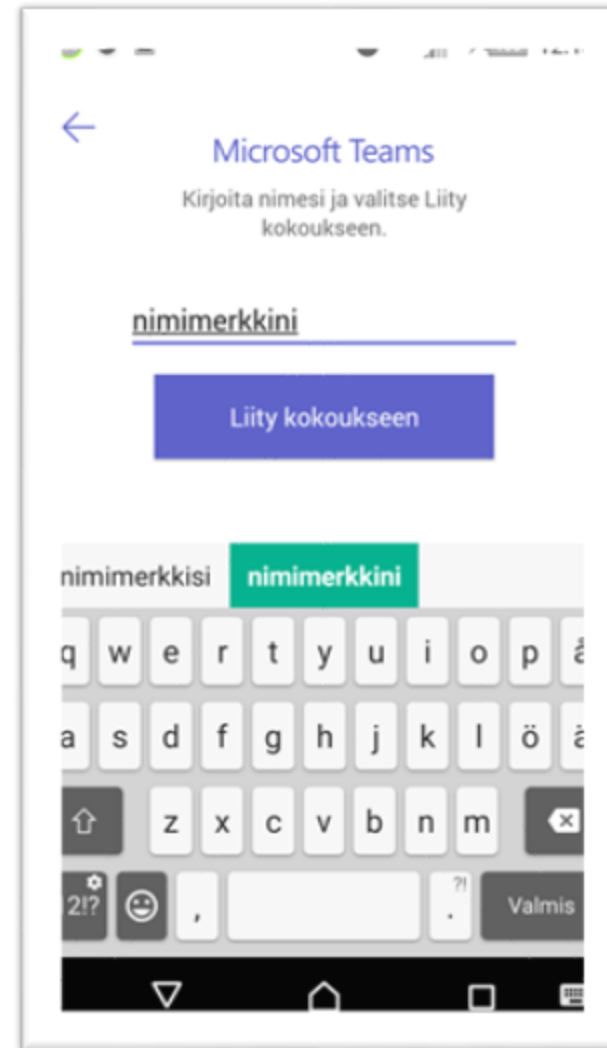 Microsoft Teams
Kirjoita nimesi ja valitse Liity
kokoukseen.
nimimerkkini
Liity kokoukseen
nimimerkkisi nimimerkkini
q w e r t y u i o p å
a s d f g h j k l ö ä
z x c v b n m
2!? , . ?! Valmis